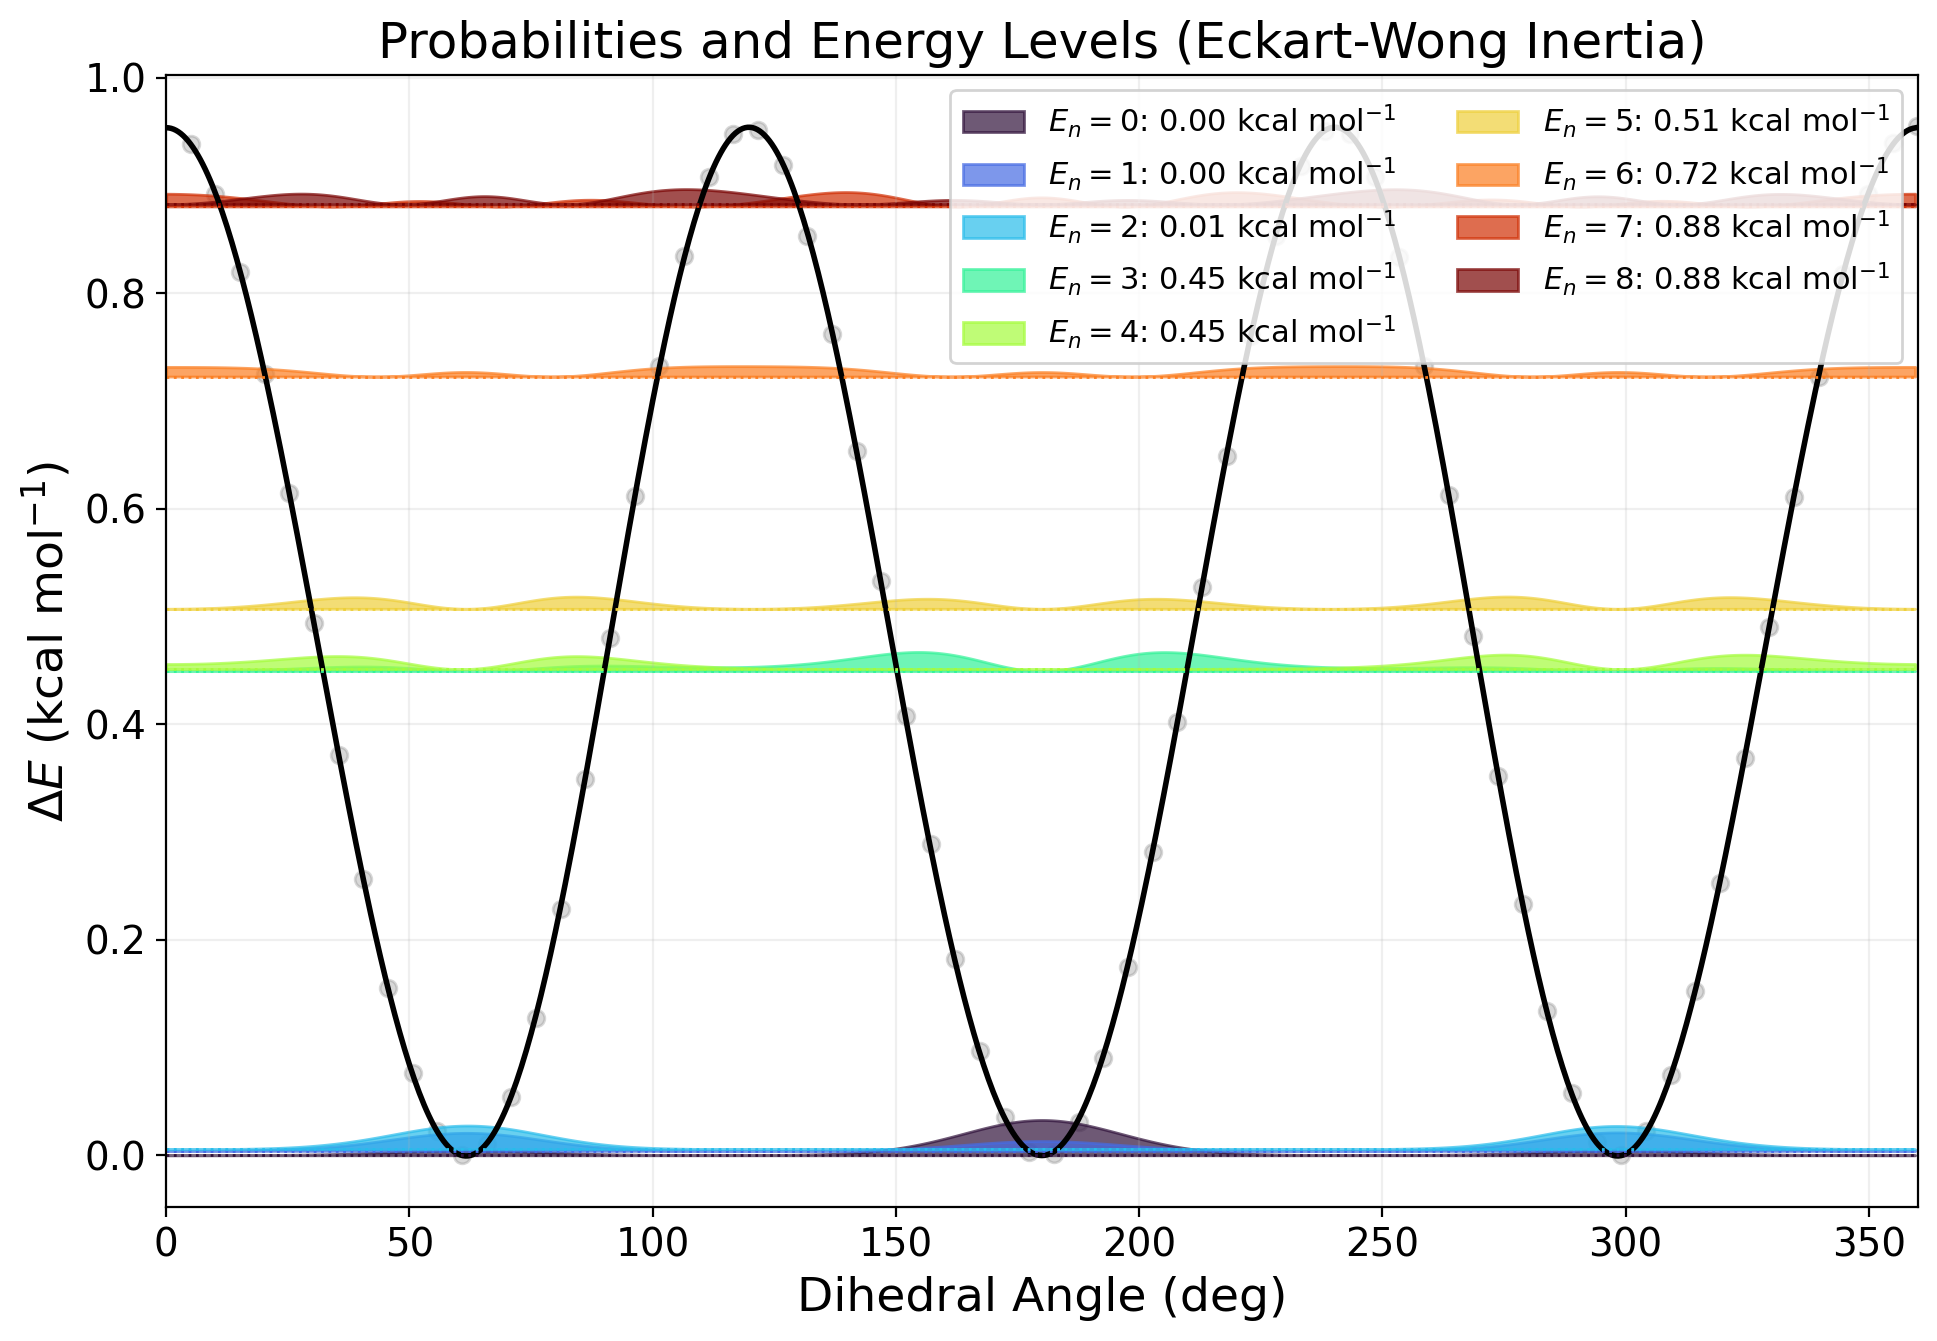 Probabilities and Energy Levels (Eckart-Wong Inertia)
1.0
0.8
0.6
0.4
0.2
0.0
ΔE (kcal mol⁻¹)
Eₙ = 0: 0.00 kcal mol⁻¹
Eₙ = 1: 0.00 kcal mol⁻¹
Eₙ = 2: 0.01 kcal mol⁻¹
Eₙ = 3: 0.45 kcal mol⁻¹
Eₙ = 4: 0.45 kcal mol⁻¹
Eₙ = 5: 0.51 kcal mol⁻¹
Eₙ = 6: 0.72 kcal mol⁻¹
Eₙ = 7: 0.88 kcal mol⁻¹
Eₙ = 8: 0.88 kcal mol⁻¹
0 50 100 150 200 250 300 350
Dihedral Angle (deg)